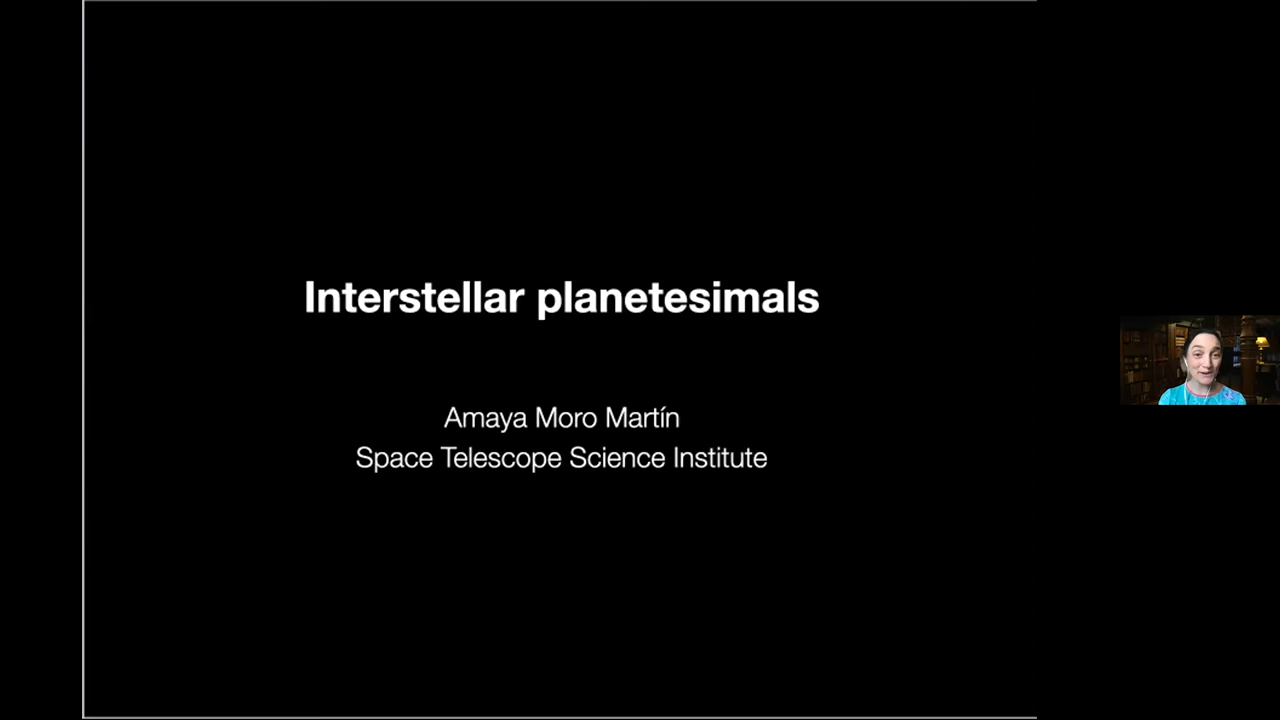 Interstellar planetesimals
Amaya Moro Martín
Space Telescope Science Institute